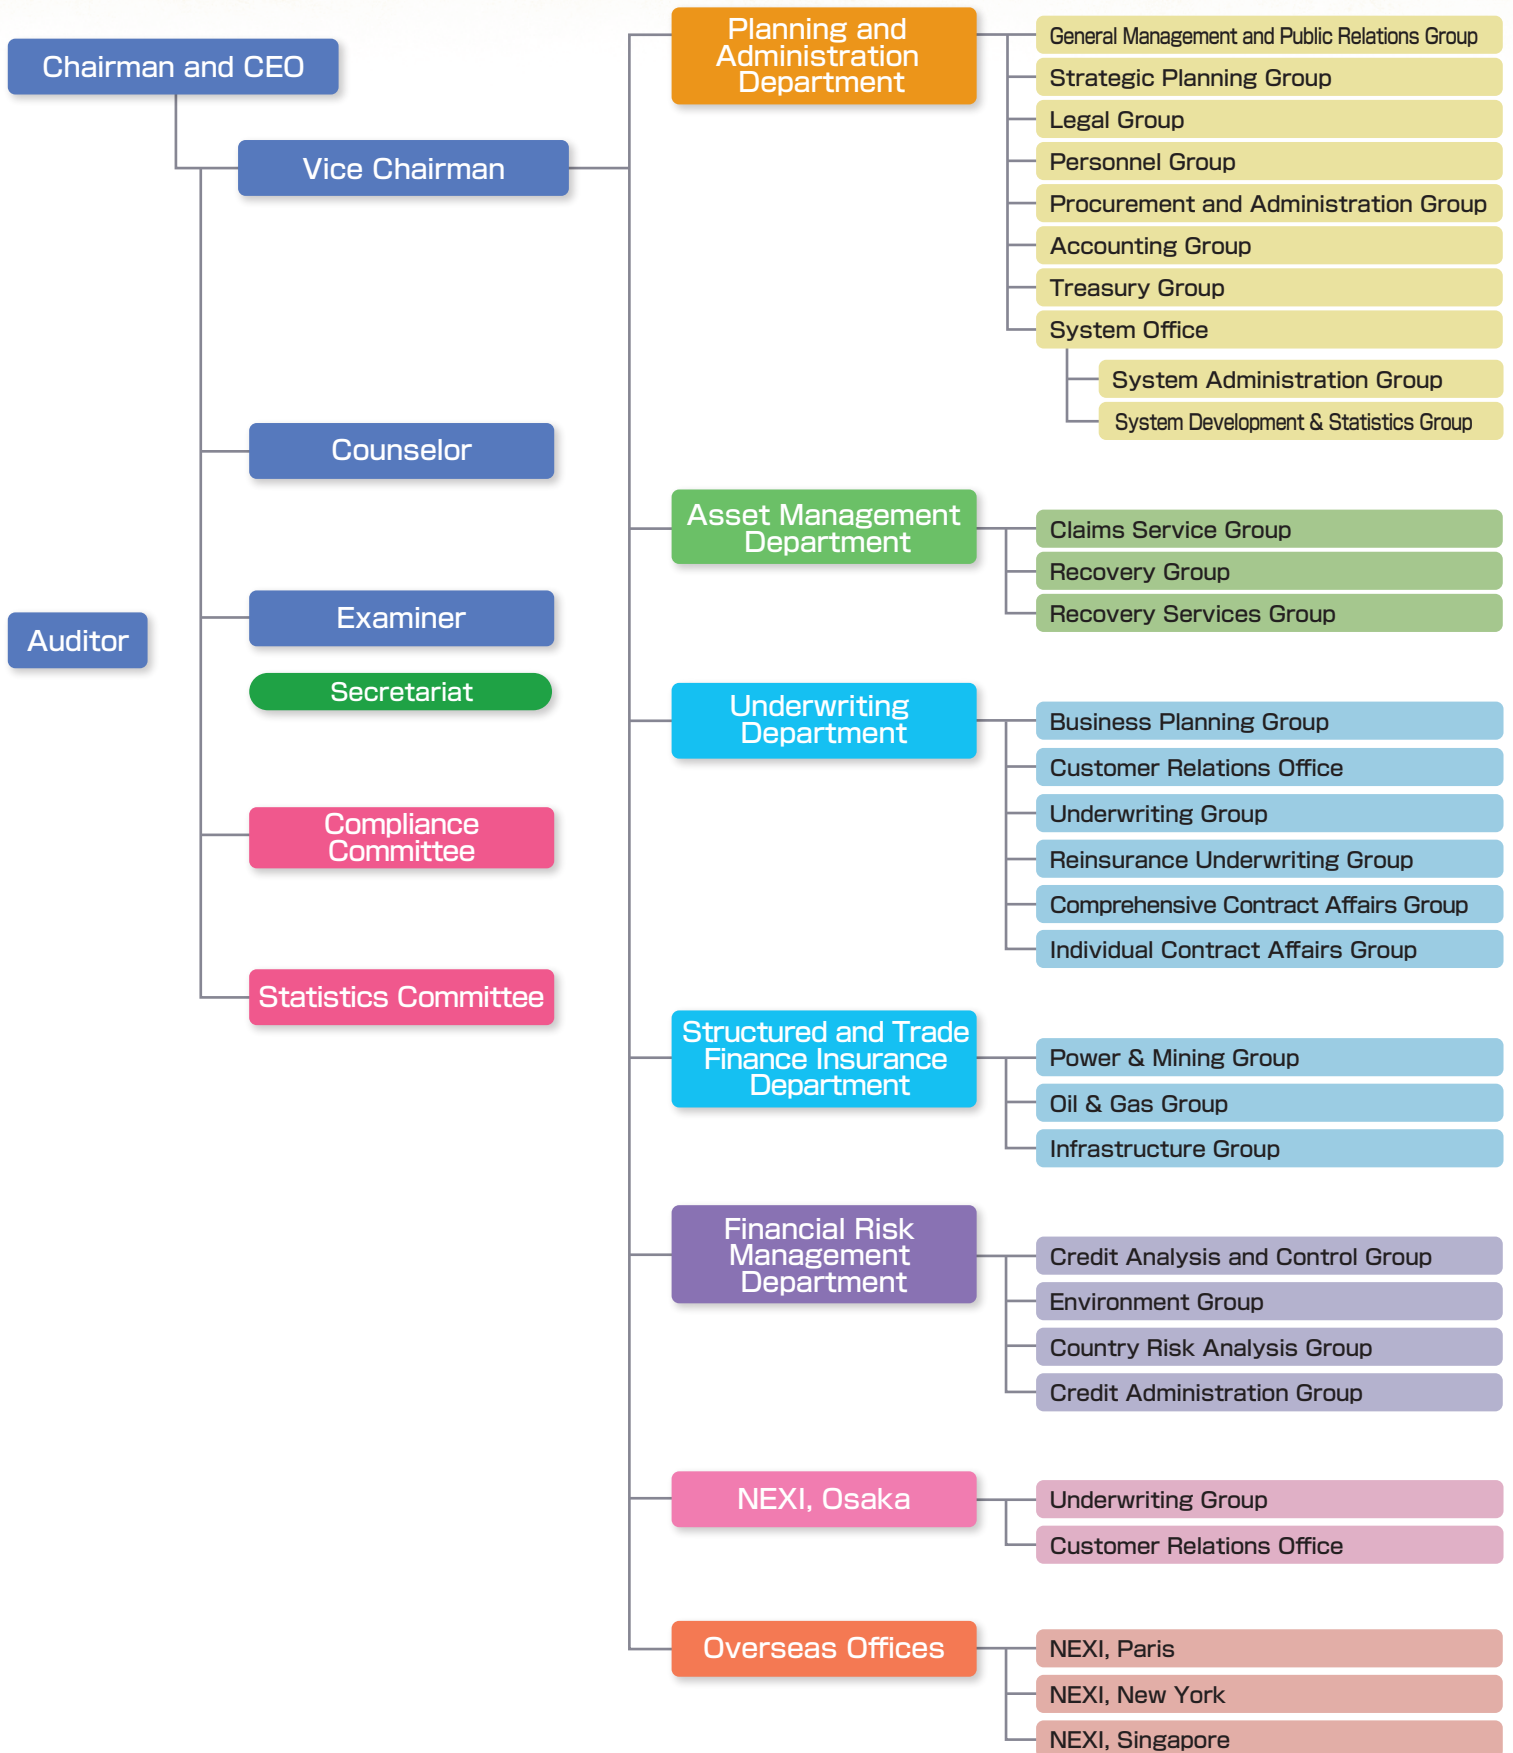 Chairman and CEO
Vice Chairman
Counselor
Examiner
Auditor
Secretariat
Compliance
Committee
Statistics Committee
Planning and
Administration
Department
General Management and Public Relations Group
Strategic Planning Group
Legal Group
Personnel Group
Procurement and Administration Group
Accounting Group
Treasury Group
System Office
System Administration Group
System Development & Statistics Group
Asset Management
Department
Claims Service Group
Recovery Group
Recovery Services Group
Underwriting
Department
Business Planning Group
Customer Relations Office
Underwriting Group
Reinsurance Underwriting Group
Comprehensive Contract Affairs Group
Individual Contract Affairs Group
Structured and Trade
Finance Insurance
Department
Power & Mining Group
Oil & Gas Group
Infrastructure Group
Financial Risk
Management
Department
Credit Analysis and Control Group
Environment Group
Country Risk Analysis Group
Credit Administration Group
NEXI, Osaka
Underwriting Group
Customer Relations Office
Overseas Offices
NEXI, Paris
NEXI, New York
NEXI, Singapore